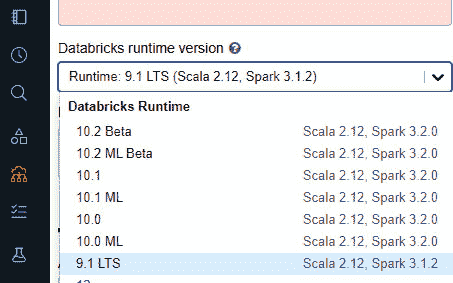 Databricks runtime version
Runtime: 9.1 LTS (Scala 2.12, Spark 3.1.2)
Databricks Runtime
10.2 Beta Scala 2.12, Spark 3.2.0
10.2 ML Beta Scala 2.12, Spark 3.2.0
10.1 Scala 2.12, Spark 3.2.0
10.1 ML Scala 2.12, Spark 3.2.0
10.0 Scala 2.12, Spark 3.2.0
10.0 ML Scala 2.12, Spark 3.2.0
9.1 LTS Scala 2.12, Spark 3.1.2